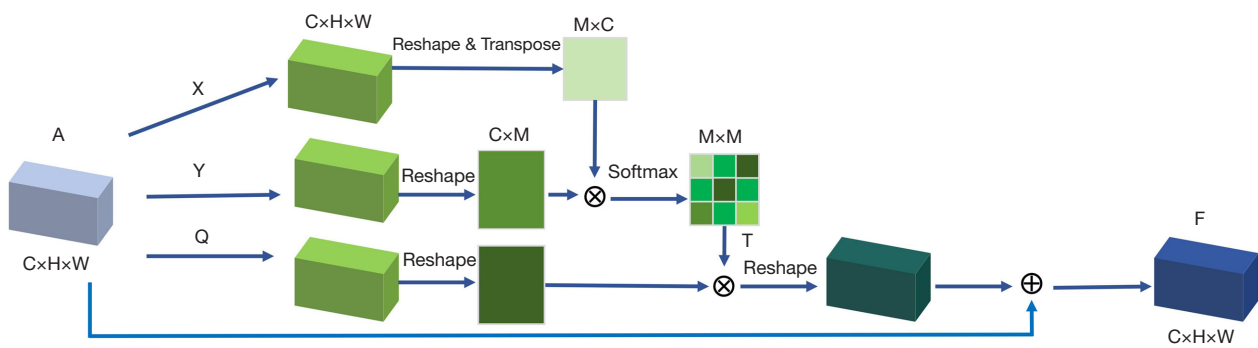 C×H×W
M×C
Reshape & Transpose
X
A
C×M
M×M
Y
Reshape
Softmax
Q
Reshape
T
Reshape
F
C×H×W
C×H×W